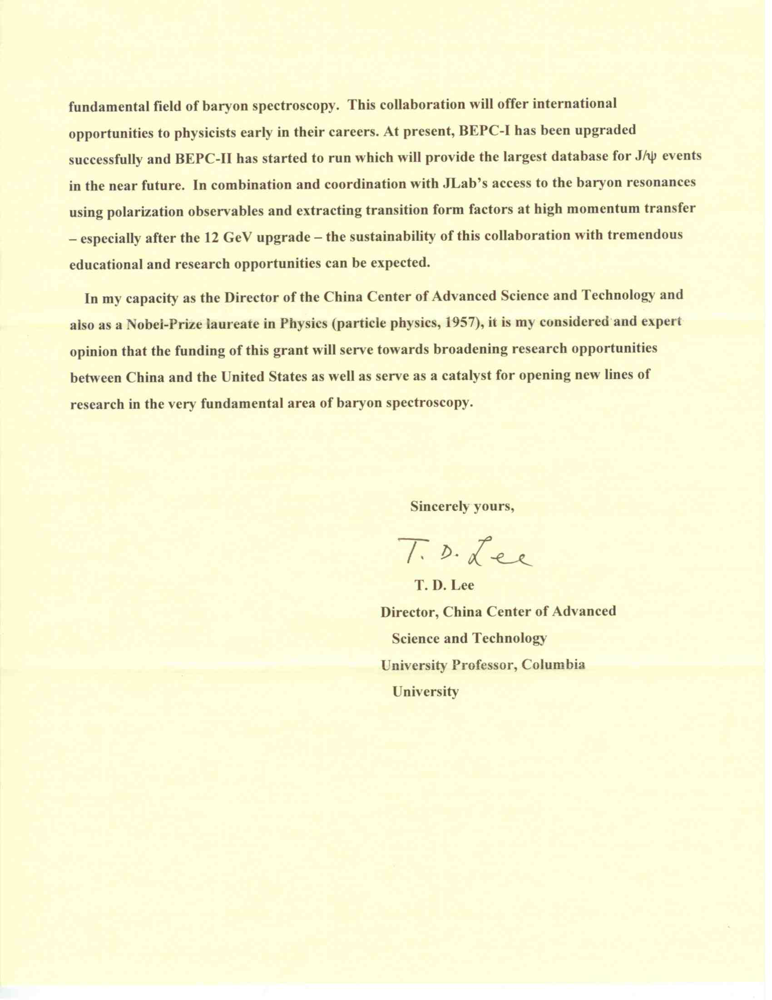 fundamental field of baryon spectroscopy.  This collaboration will offer international
opportunities to physicists early in their careers. At present, BEPC-I has been upgraded
successfully and BEPC-II has started to run which will provide the largest database for J/ψ events
in the near future.  In combination and coordination with JLab’s access to the baryon resonances
using polarization observables and extracting transition form factors at high momentum transfer
– especially after the 12 GeV upgrade – the sustainability of this collaboration with tremendous
educational and research opportunities can be expected.
In my capacity as the Director of the China Center of Advanced Science and Technology and
also as a Nobel-Prize laureate in Physics (particle physics, 1957), it is my considered and expert
opinion that the funding of this grant will serve towards broadening research opportunities
between China and the United States as well as serve as a catalyst for opening new lines of
research in the very fundamental area of baryon spectroscopy.
Sincerely yours,
T. D. Lee
T. D. Lee
Director, China Center of Advanced
Science and Technology
University Professor, Columbia
University